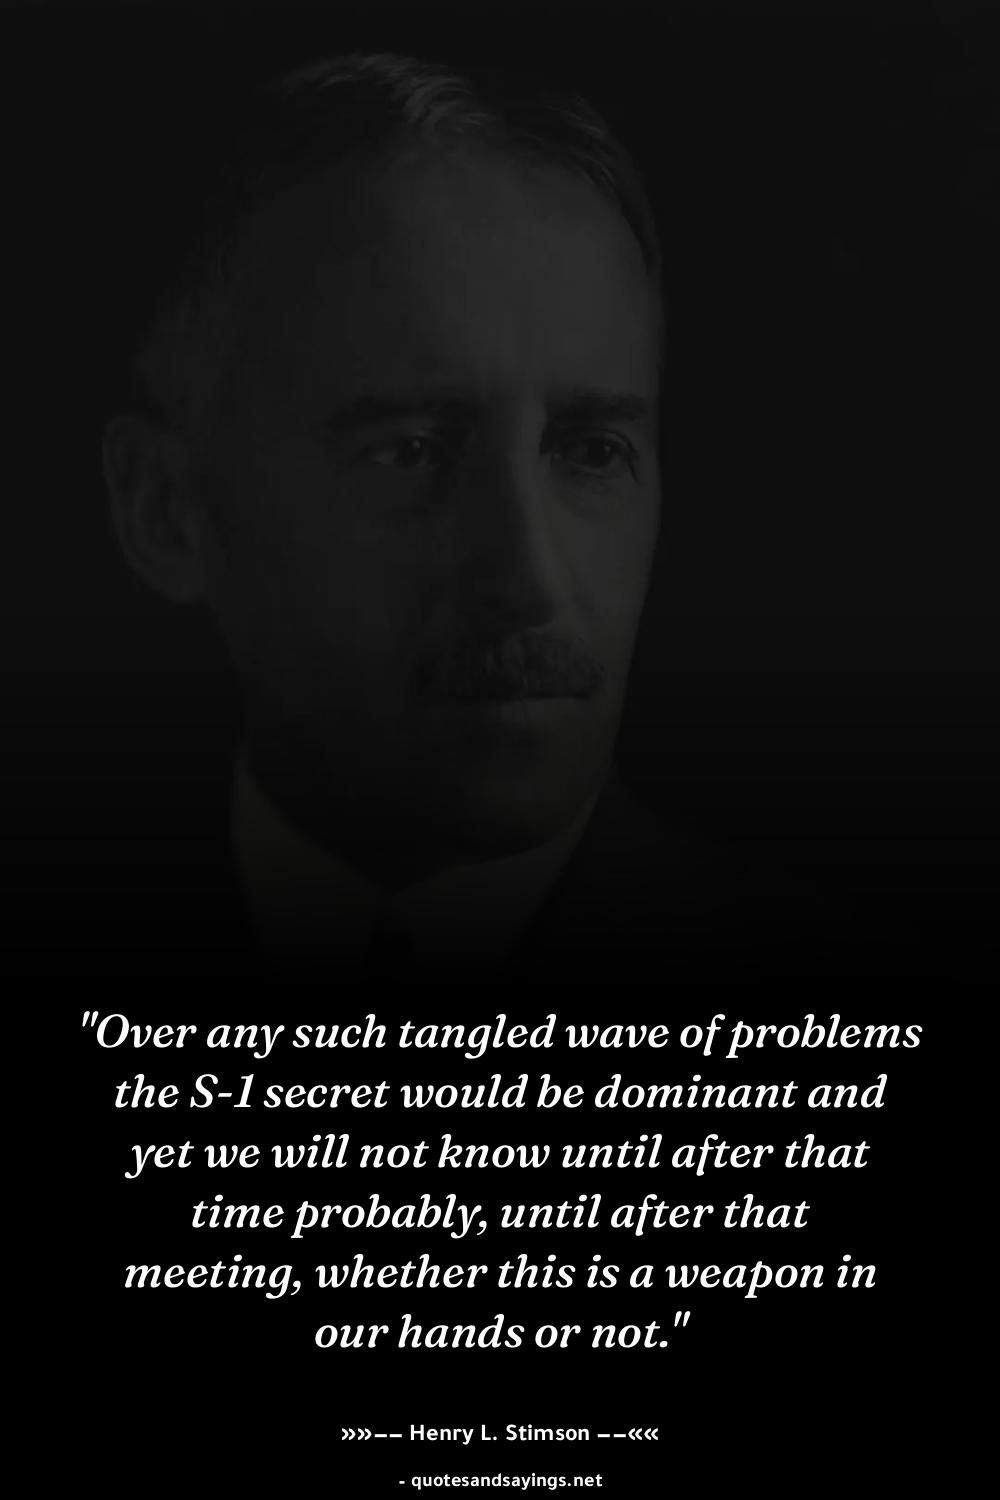 "Over any such tangled wave of problems
the S-1 secret would be dominant and
yet we will not know until after that
time probably, until after that
meeting, whether this is a weapon in
our hands or not."
»»−− Henry L. Stimson −−««
- quotesandsayings.net